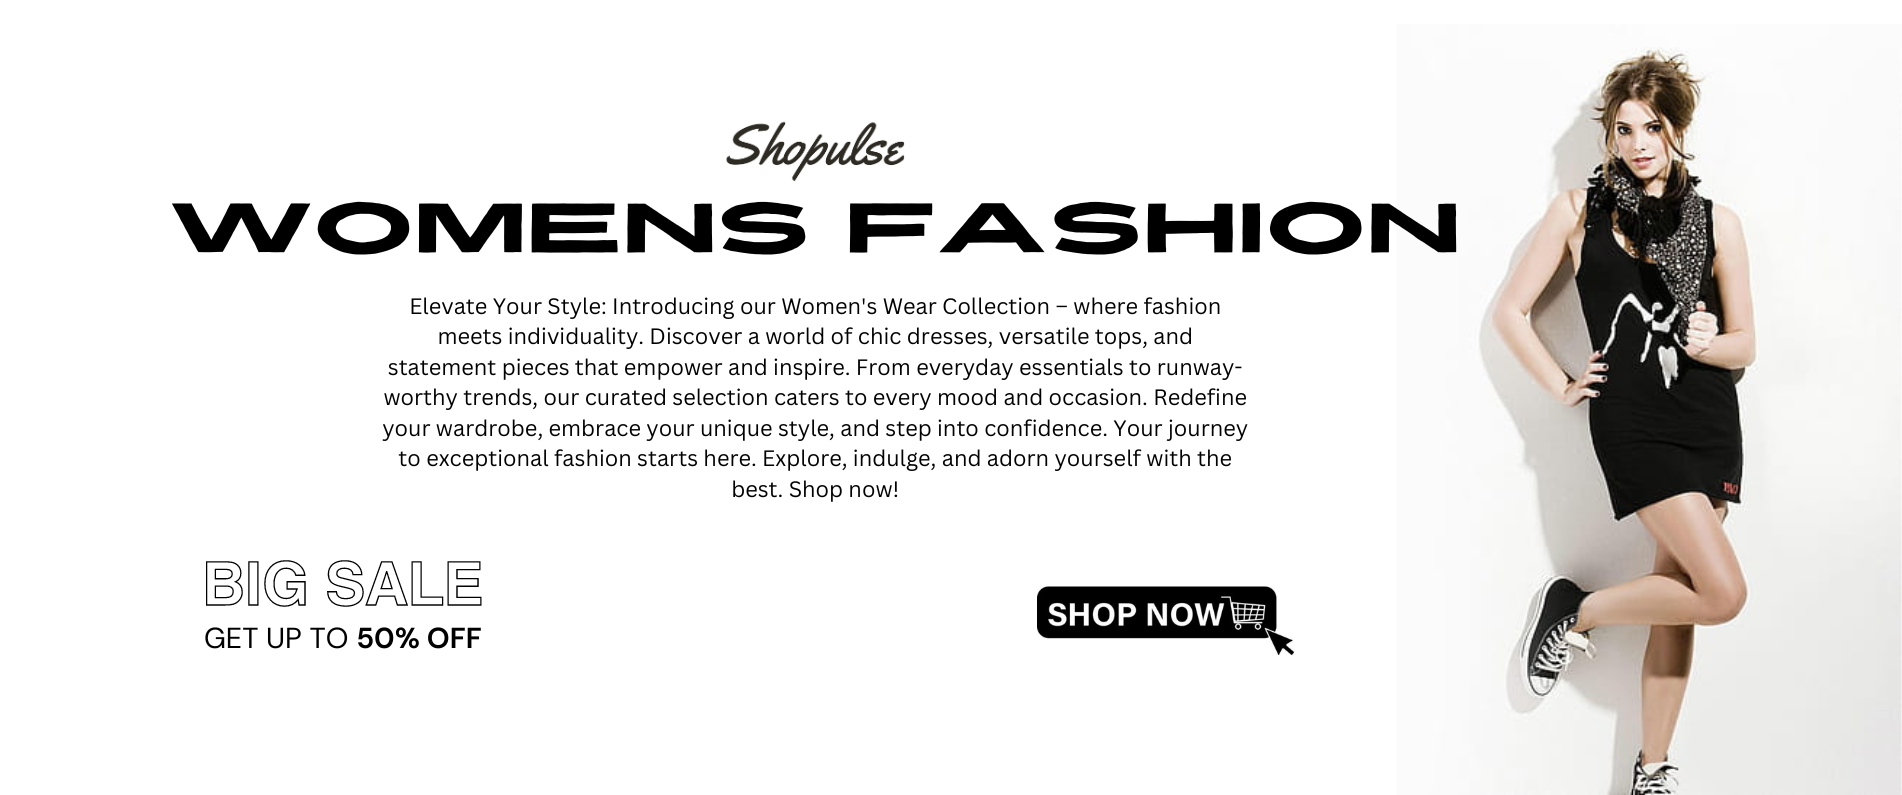 Shopulse
WOMENS FASHION
Elevate Your Style: Introducing our Women's Wear Collection – where fashion
meets individuality. Discover a world of chic dresses, versatile tops, and
statement pieces that empower and inspire. From everyday essentials to runway-
worthy trends, our curated selection caters to every mood and occasion. Redefine
your wardrobe, embrace your unique style, and step into confidence. Your journey
to exceptional fashion starts here. Explore, indulge, and adorn yourself with the
best. Shop now!
BIG SALE
GET UP TO 50% OFF
SHOP NOW